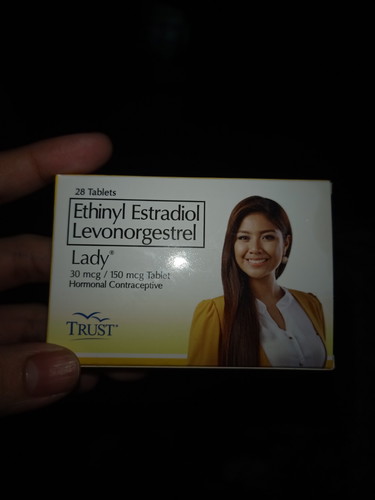 28 Tablets
Ethinyl Estradiol
Levonorgestrel
Lady®
30 mcg / 150 mcg Tablet
Hormonal Contraceptive
TRUST®